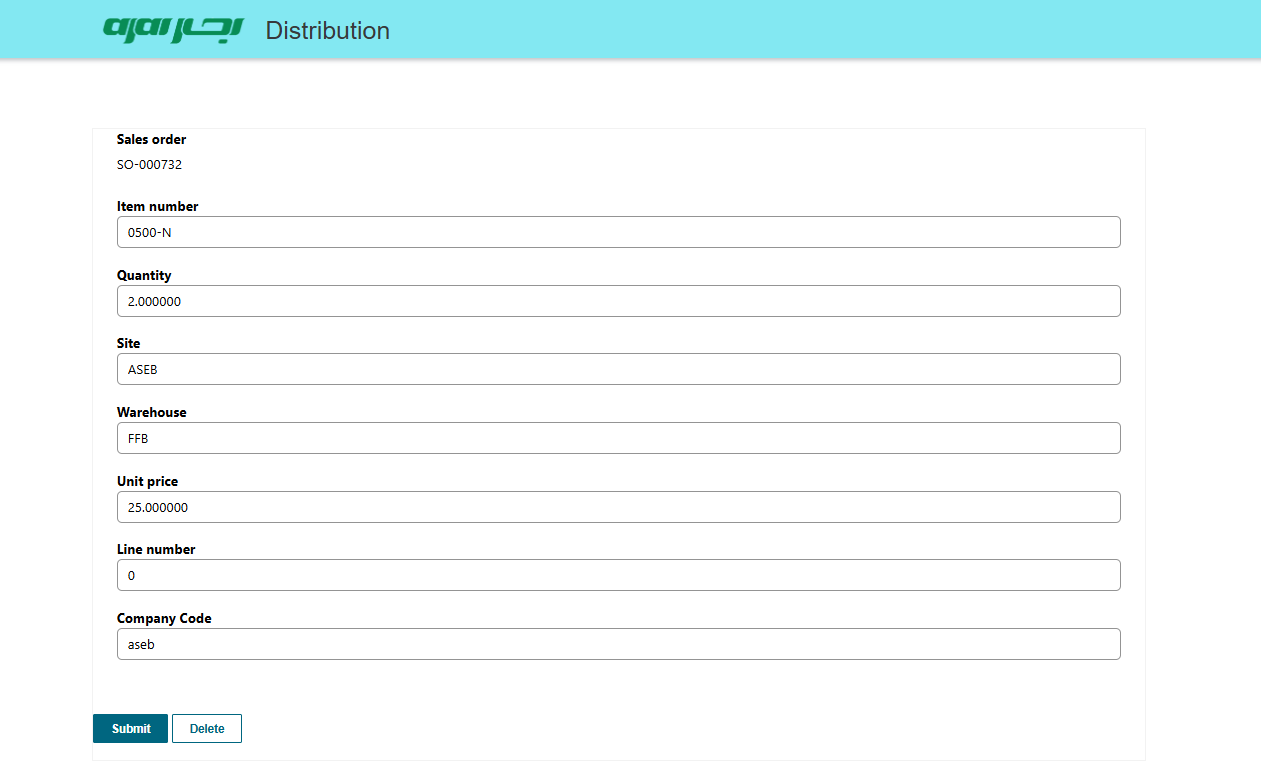 Distribution
Sales order
SO-000732
Item number
0500-N
Quantity
2.000000
Site
ASEB
Warehouse
FFB
Unit price
25.000000
Line number
0
Company Code
aseb
Submit Delete